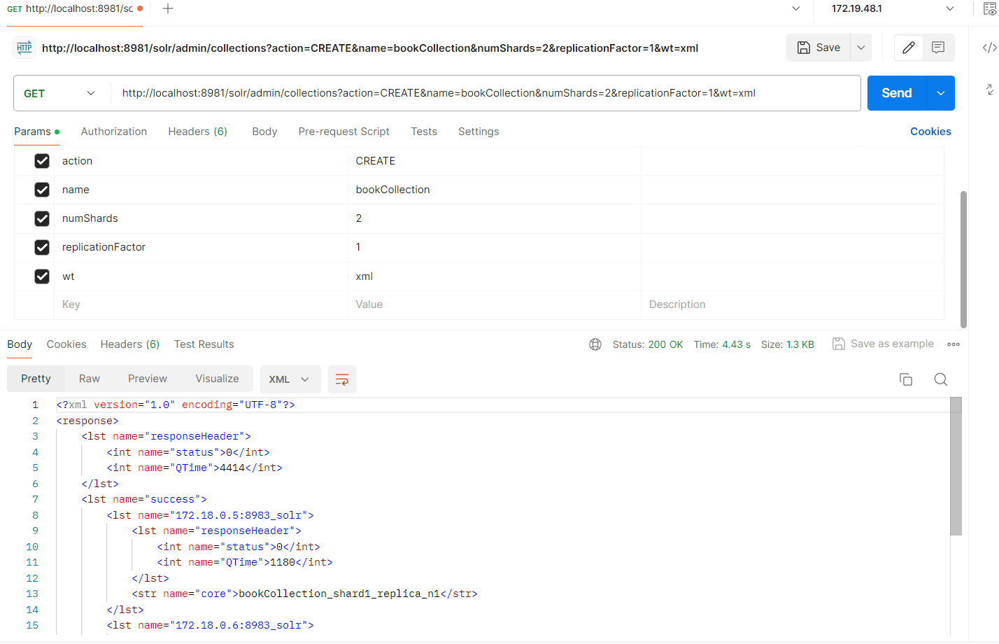 GET http://localhost:8981/sc
172.19.48.1
HTTP http://localhost:8981/solr/admin/collections?action=CREATE&name=bookCollection&numShards=2&replicationFactor=1&wt=xml
Save
GET http://localhost:8981/solr/admin/collections?action=CREATE&name=bookCollection&numShards=2&replicationFactor=1&wt=xml Send
Params Authorization Headers (6) Body Pre-request Script Tests Settings Cookies
action CREATE
name bookCollection
numShards 2
replicationFactor 1
wt xml
Key Value Description
Body Cookies Headers (6) Test Results Status: 200 OK Time: 4.43 s Size: 1.3 KB Save as example
Pretty Raw Preview Visualize XML
1 <?xml version="1.0" encoding="UTF-8"?>
2 <response>
3 <lst name="responseHeader">
4 <int name="status">0</int>
5 <int name="QTime">4414</int>
6 </lst>
7 <lst name="success">
8 <lst name="172.18.0.5:8983_solr">
9 <lst name="responseHeader">
10 <int name="status">0</int>
11 <int name="QTime">1180</int>
12 </lst>
13 <str name="core">bookCollection_shard1_replica_n1</str>
14 </lst>
15 <lst name="172.18.0.6:8983_solr">